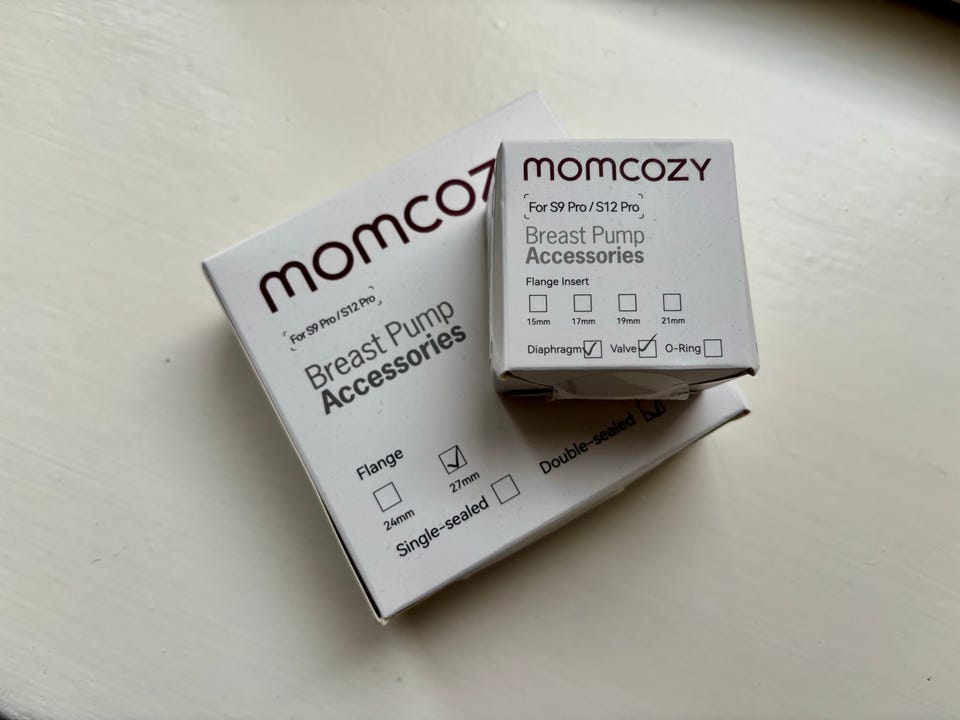 momcoz
For S9 Pro / S12 Pro
Breast Pump
Accessories
Flange
24mm
27mm
Single-sealed
Double-sealed
momcozy
For S9 Pro / S12 Pro
Breast Pump
Accessories
Flange Insert
15mm 17mm 19mm 21mm
Diaphragm Valve O-Ring